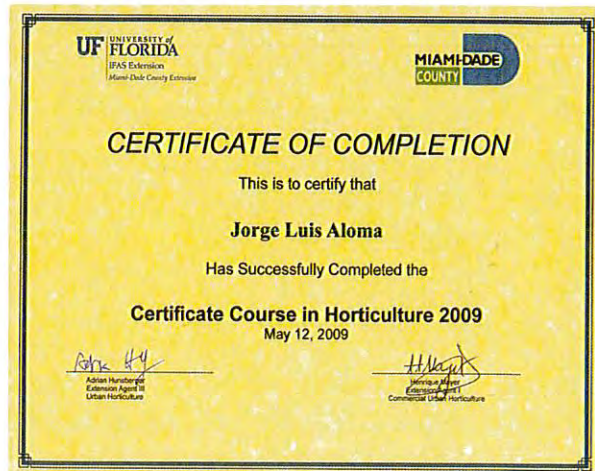 UF UNIVERSITY of
FLORIDA
IFAS Extension
Miami-Dade County Extension
MIAMI-DADE
COUNTY
CERTIFICATE OF COMPLETION
This is to certify that
Jorge Luis Aloma
Has Successfully Completed the
Certificate Course in Horticulture 2009
May 12, 2009
Adrian Hunsberger
Extension Agent III
Urban Horticulture
Henrique Mayer
Extension Agent I
Commercial Urban Horticulture